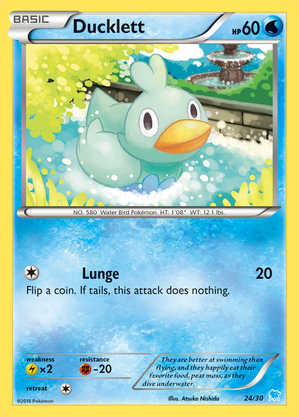 BASIC
Ducklett
HP60
NO. 580 Water Bird Pokémon. HT: 1'08" WT: 12.1 lbs.
Lunge 20
Flip a coin. If tails, this attack does nothing.
weakness resistance
×2 -20
retreat
They are better at swimming than
flying, and they happily eat their
favorite food, peat moss, as they
dive underwater.
Illus. Atsuko Nishida
24/30
©2016 Pokémon